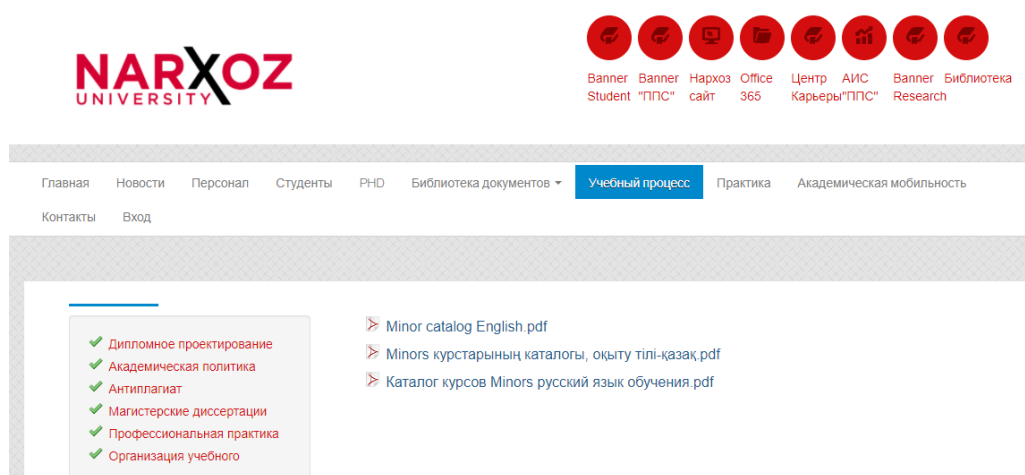 NARXOZ
UNIVERSITY
Banner Student
Banner "ППС"
Нархоз сайт
Office 365
Центр Карьеры
АИС "ППС"
Banner Research
Библиотека
Главная Новости Персонал Студенты PHD Библиотека документов Учебный процесс Практика Академическая мобильность
Контакты Вход
Дипломное проектирование
Академическая политика
Антиплагиат
Магистерские диссертации
Профессиональная практика
Организация учебного
Minor catalog English.pdf
Minors курстарының каталогы, оқыту тілі-қазақ.pdf
Каталог курсов Minors русский язык обучения.pdf